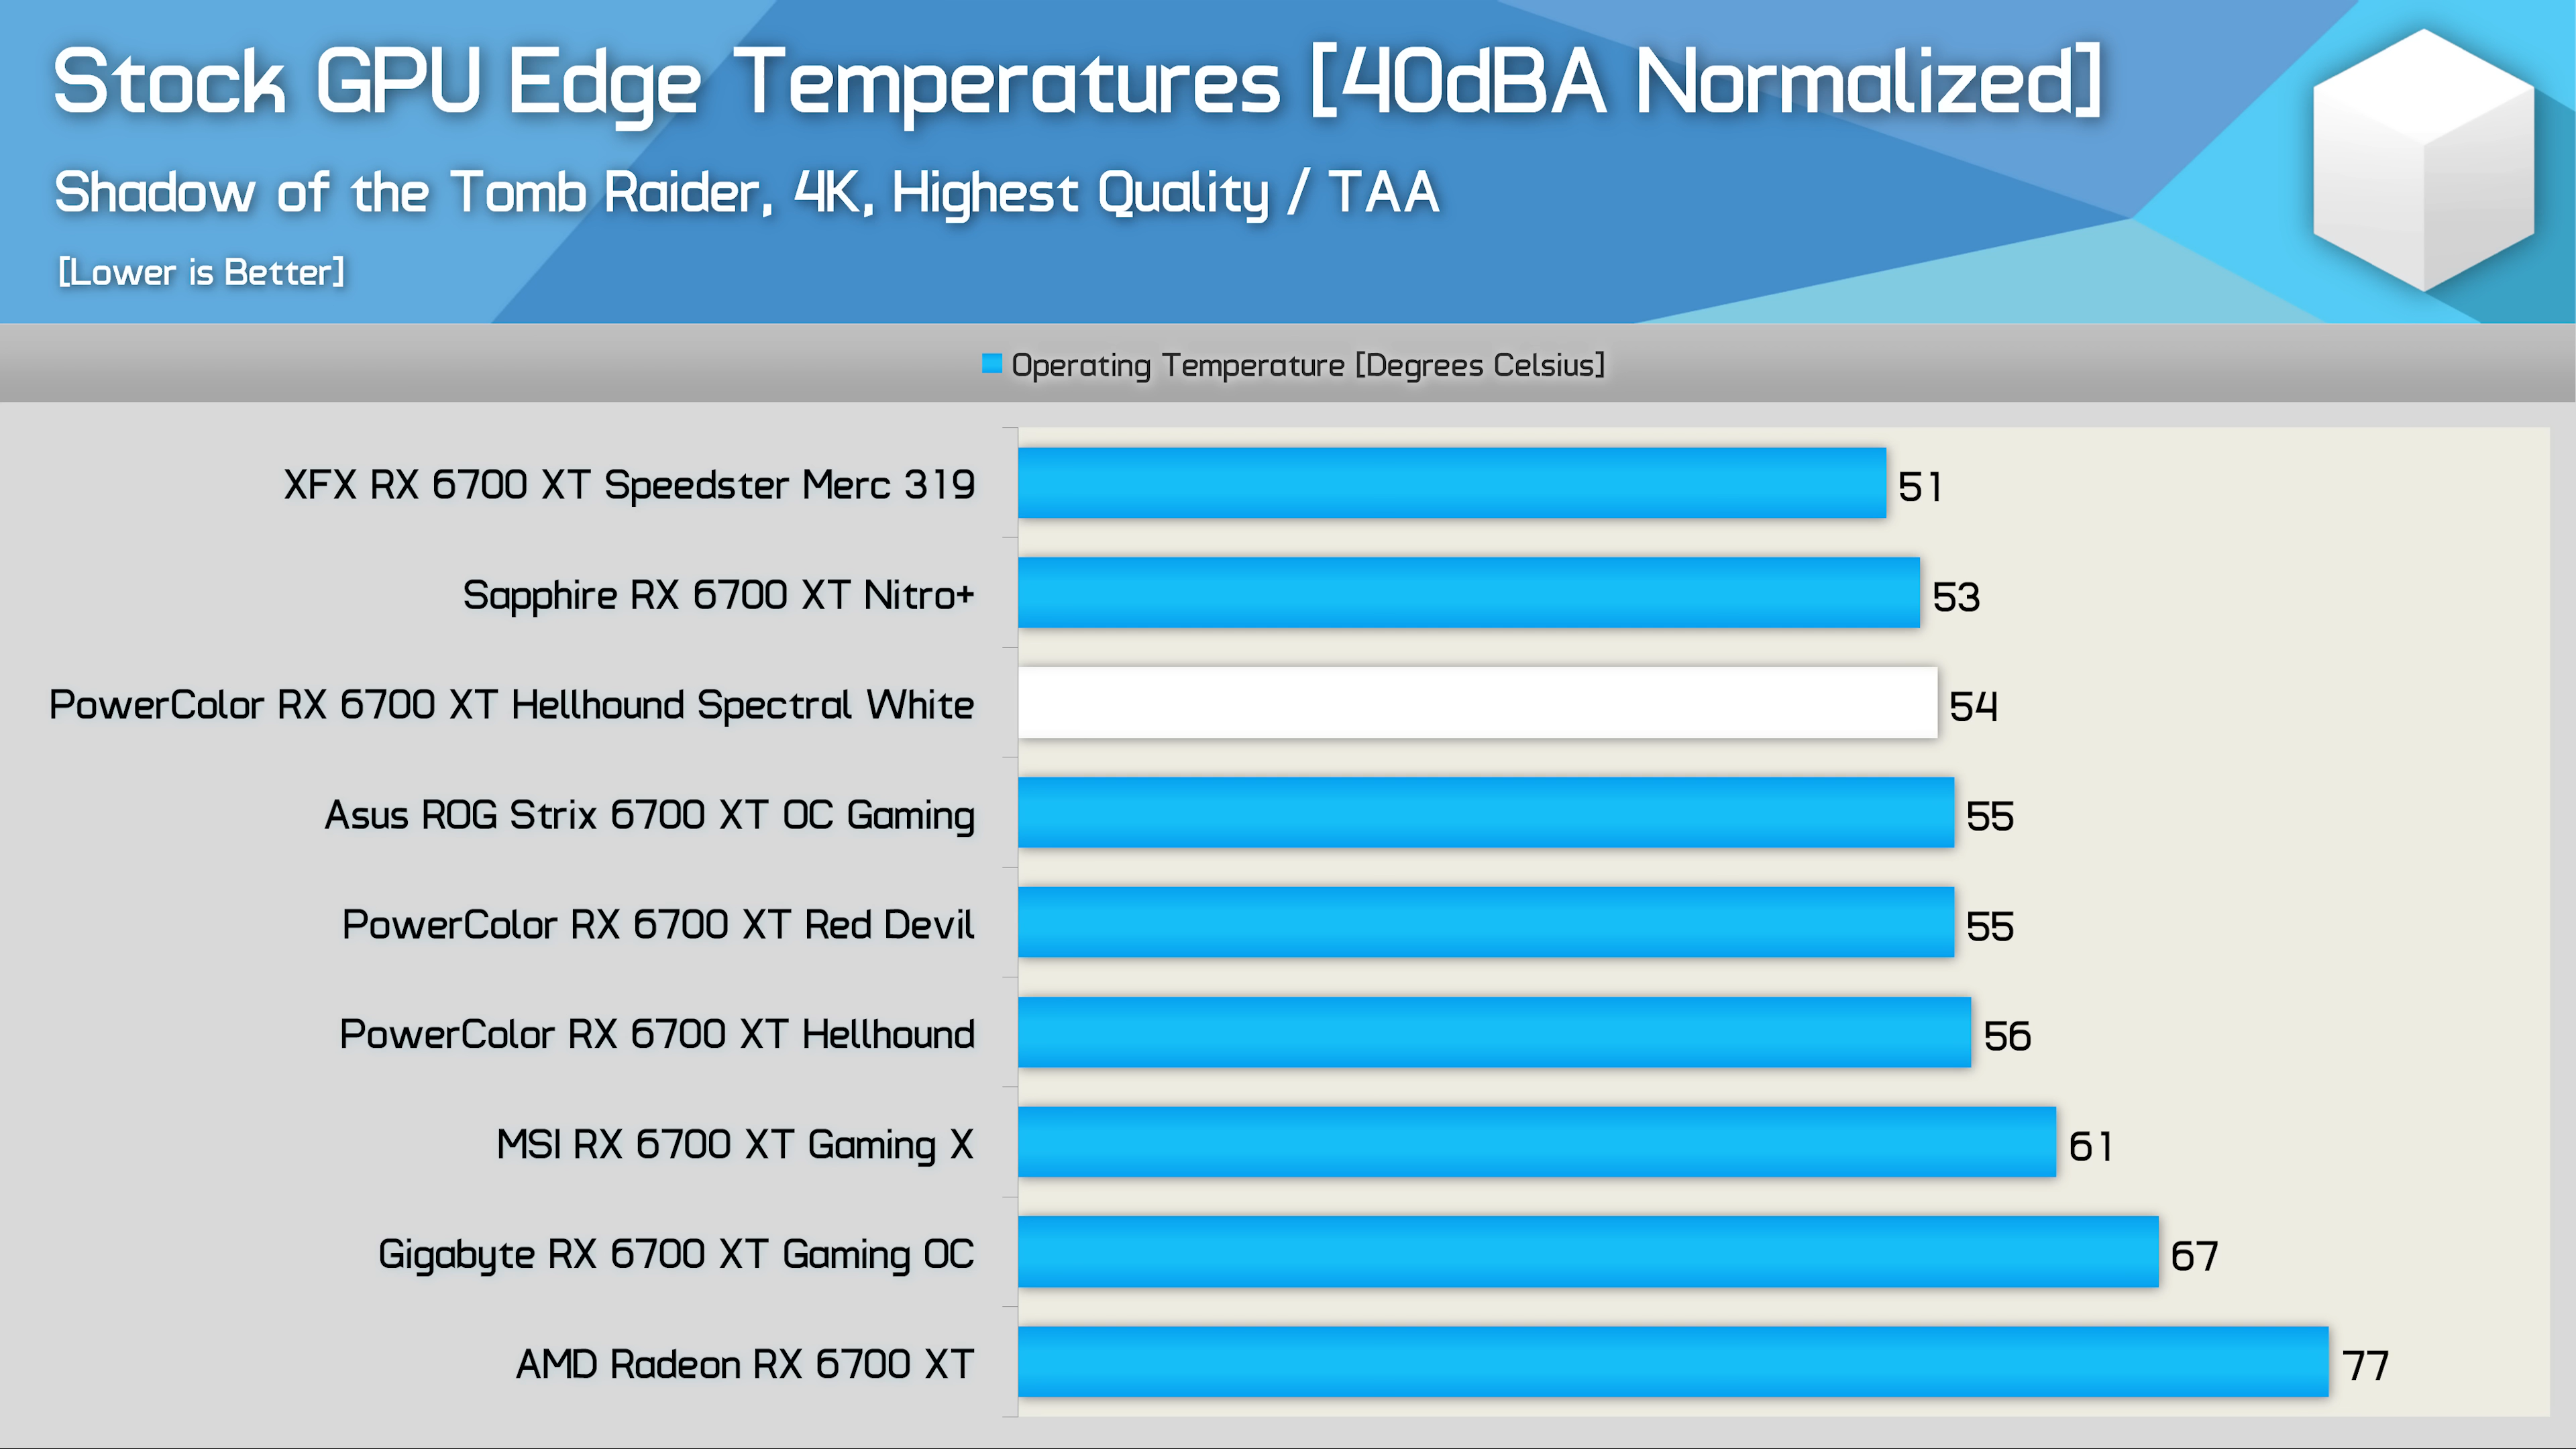 Stock GPU Edge Temperatures [40dBA Normalized]
Shadow of the Tomb Raider, 4K, Highest Quality / TAA
[Lower is Better]
Operating Temperature [Degrees Celsius]
XFX RX 6700 XT Speedster Merc 319 51
Sapphire RX 6700 XT Nitro+ 53
PowerColor RX 6700 XT Hellhound Spectral White 54
Asus ROG Strix 6700 XT OC Gaming 55
PowerColor RX 6700 XT Red Devil 55
PowerColor RX 6700 XT Hellhound 56
MSI RX 6700 XT Gaming X 61
Gigabyte RX 6700 XT Gaming OC 67
AMD Radeon RX 6700 XT 77